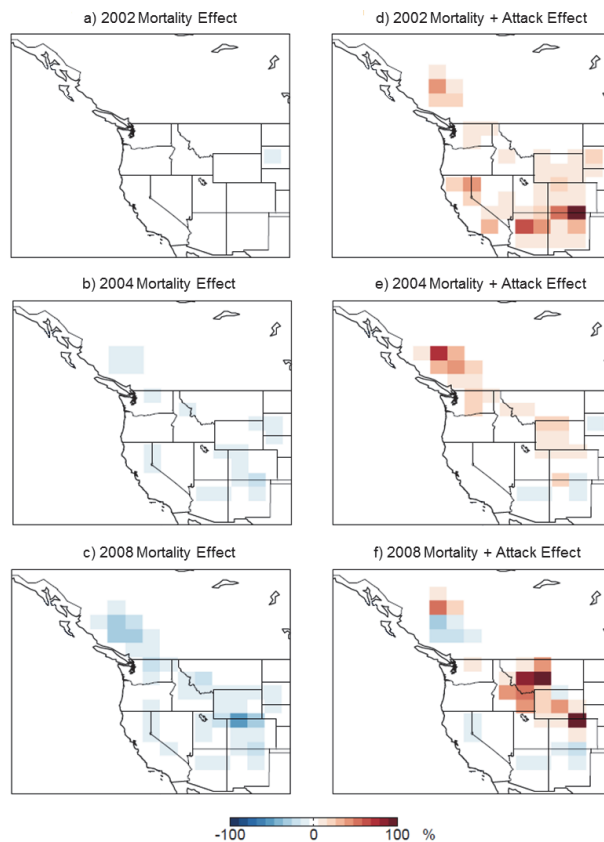 a) 2002 Mortality Effect
d) 2002 Mortality + Attack Effect
b) 2004 Mortality Effect
e) 2004 Mortality + Attack Effect
c) 2008 Mortality Effect
f) 2008 Mortality + Attack Effect
-100 0 100 %